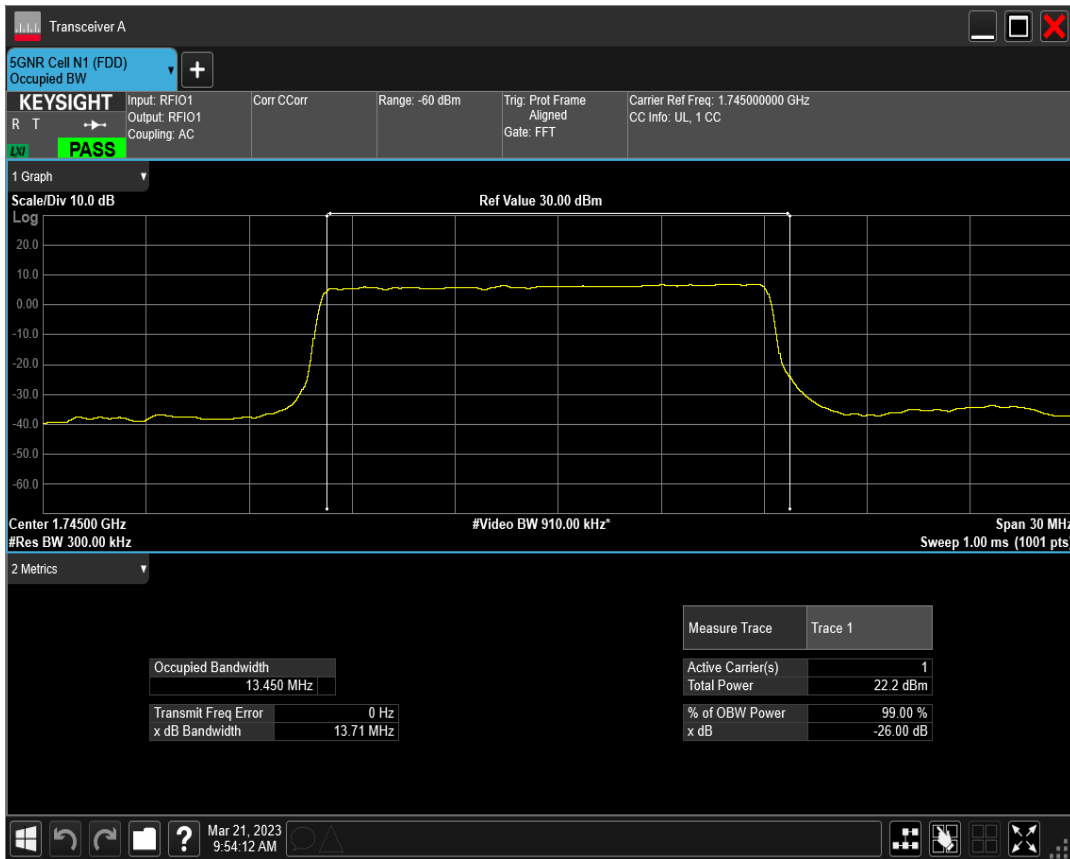 Transceiver A
5GNR Cell N1 (FDD)
Occupied BW
+
KEYSIGHT
R T
LXI
PASS
Input: RFIO1
Output: RFIO1
Coupling: AC
Corr CCorr
Range: -60 dBm
Trig: Prot Frame
Aligned
Gate: FFT
Carrier Ref Freq: 1.745000000 GHz
CC Info: UL, 1 CC
1 Graph
Scale/Div 10.0 dB
Ref Value 30.00 dBm
Log
20.0
10.0
0.00
-10.0
-20.0
-30.0
-40.0
-50.0
-60.0
Center 1.74500 GHz
#Video BW 910.00 kHz*
Span 30 MHz
#Res BW 300.00 kHz
Sweep 1.00 ms (1001 pts)
2 Metrics
Measure Trace Trace 1
Occupied Bandwidth
13.450 MHz
Transmit Freq Error 0 Hz
x dB Bandwidth 13.71 MHz
Active Carrier(s) 1
Total Power 22.2 dBm
% of OBW Power 99.00 %
x dB -26.00 dB
?
Mar 21, 2023
9:54:12 AM